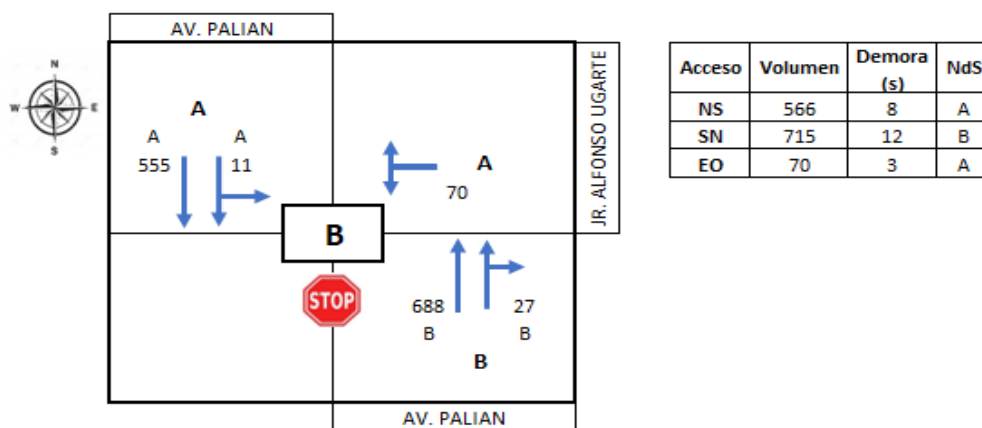 AV. PALIAN
N
W E
S
A
A A
555 11
A
70
JR. ALFONSO UGARTE
B
STOP
688 27
B B
B
AV. PALIAN
Acceso Volumen Demora (s) NdS
NS 566 8 A
SN 715 12 B
EO 70 3 A